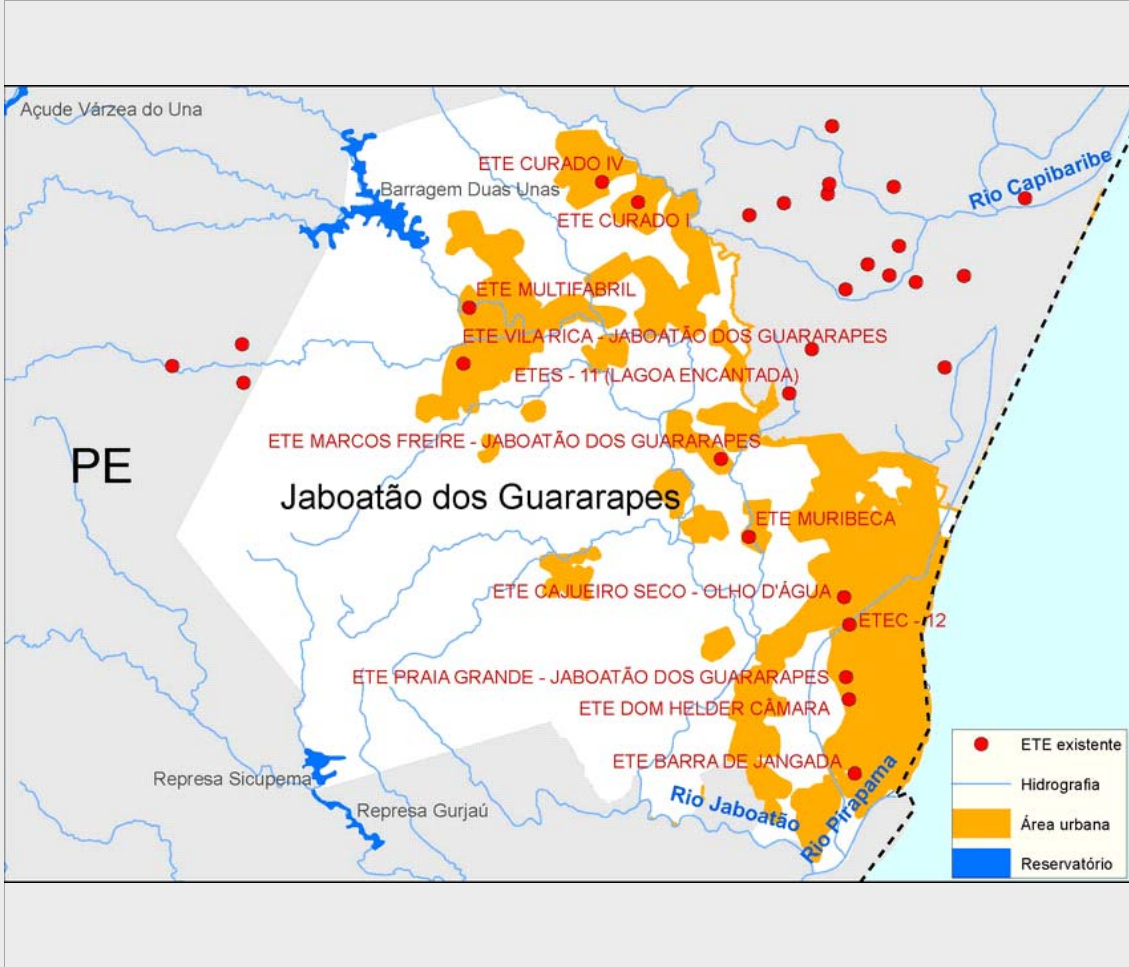 Açude Várzea do Una
ETE CURADO IV
Rio Capibaribe
Barragem Duas Unas
ETE CURADO I
ETE MULTIFABRIL
ETE VILA RICA - JABOATÃO DOS GUARARAPES
ETES - 11 (LAGOA ENCANTADA)
ETE MARCOS FREIRE - JABOATÃO DOS GUARARAPES
PE
Jaboatão dos Guararapes
ETE MURIBECA
ETE CAJUEIRO SECO - OLHO D'ÁGUA
ETEC - 12
ETE PRAIA GRANDE - JABOATÃO DOS GUARARAPES
ETE DOM HELDER CÂMARA
ETE BARRA DE JANGADA
Represa Sicupema
Represa Gurjaú
Rio Jaboatão
Rio Pirapama
ETE existente
Hidrografia
Área urbana
Reservatório